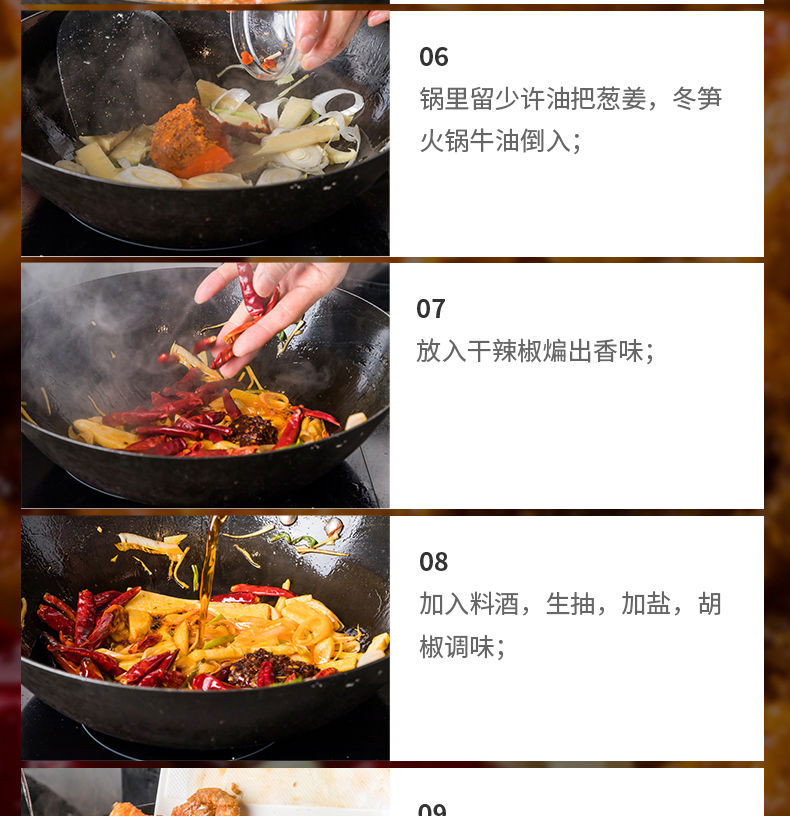 06
锅里留少许油把葱姜，冬笋
火锅牛油倒入；
07
放入干辣椒煸出香味；
08
加入料酒，生抽，加盐，胡
椒调味；
09